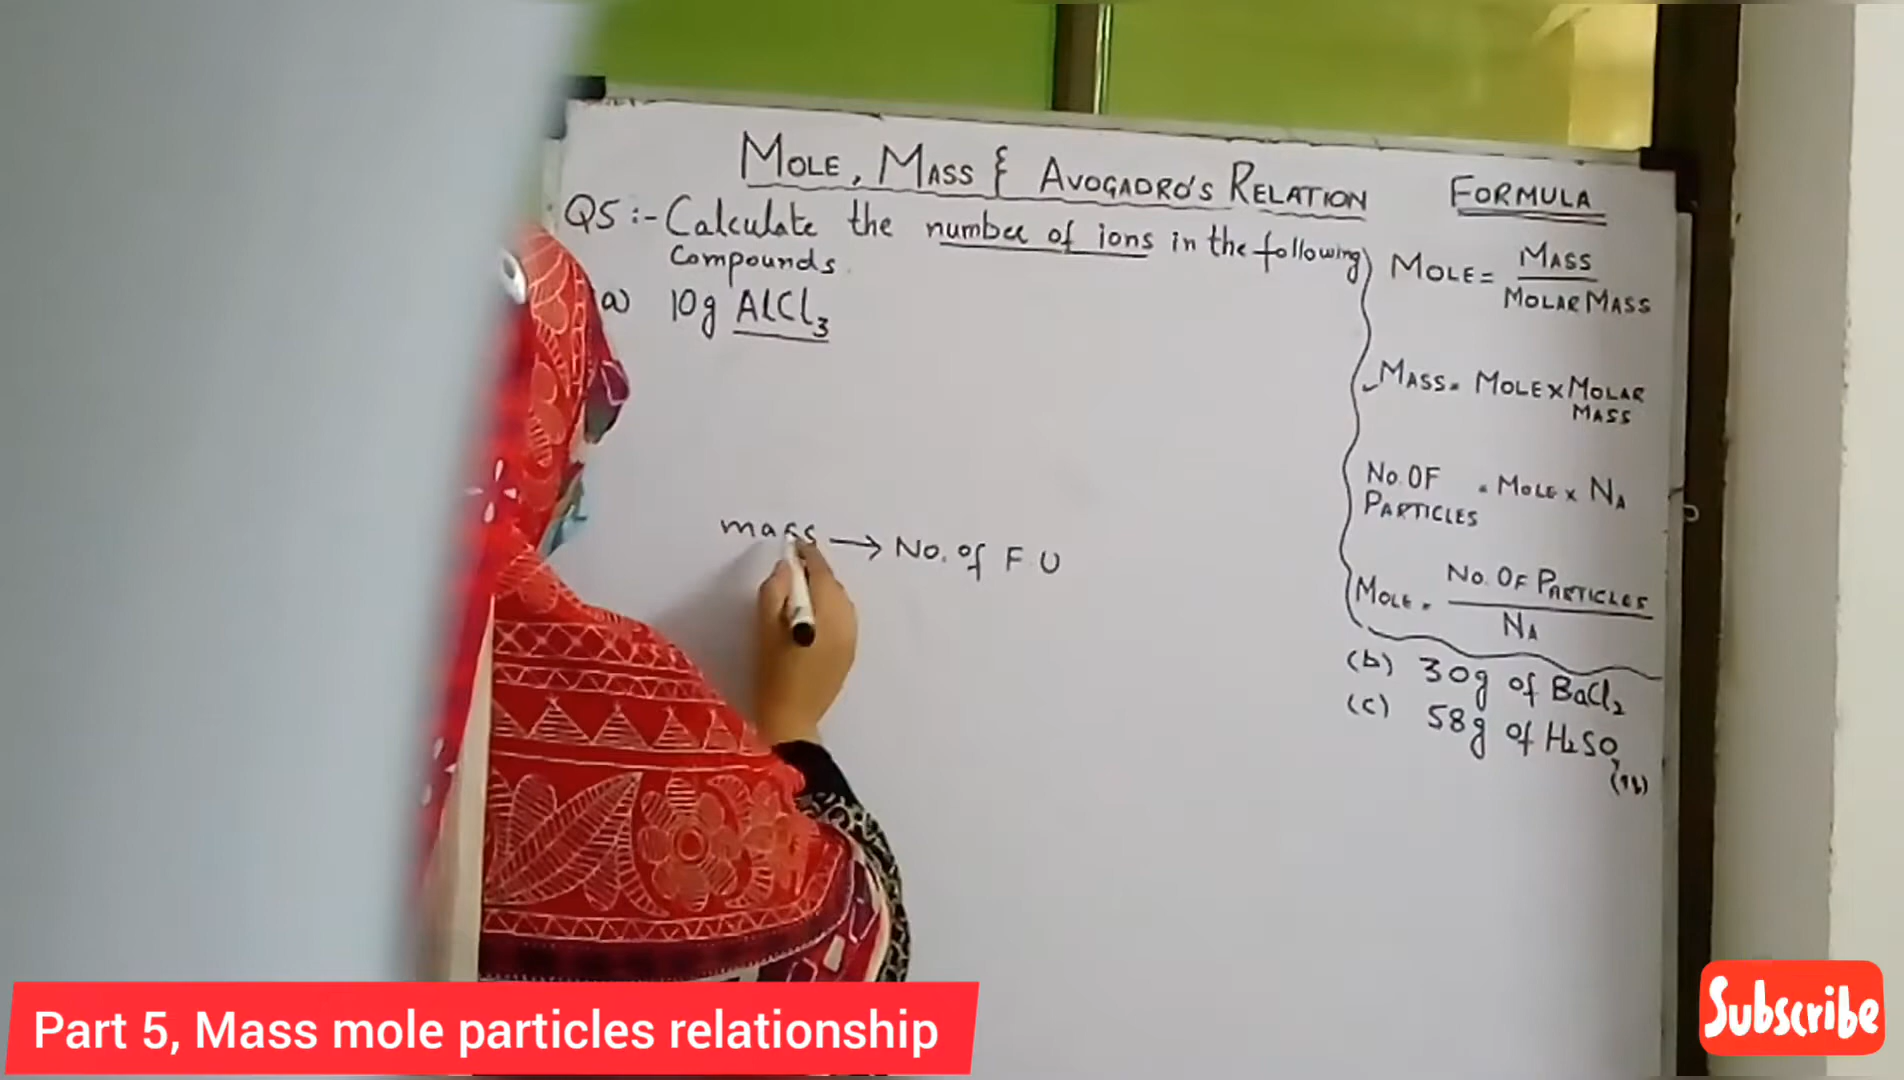 MOLE, MASS & AVOGADRO'S RELATION
Q5:- Calculate the number of ions in the following
Compounds.
a) 10g AlCl₃
mass → No. of F.U
FORMULA
MOLE = MASS / MOLAR MASS
MASS = MOLE x MOLAR
MASS
No. OF
PARTICLES = MOLE x NA
MOLE = No. OF PARTICLES / NA
(b) 30g of BaCl₂
(c) 58g of H₂SO₄
(98)
Part 5, Mass mole particles relationship
Subscribe